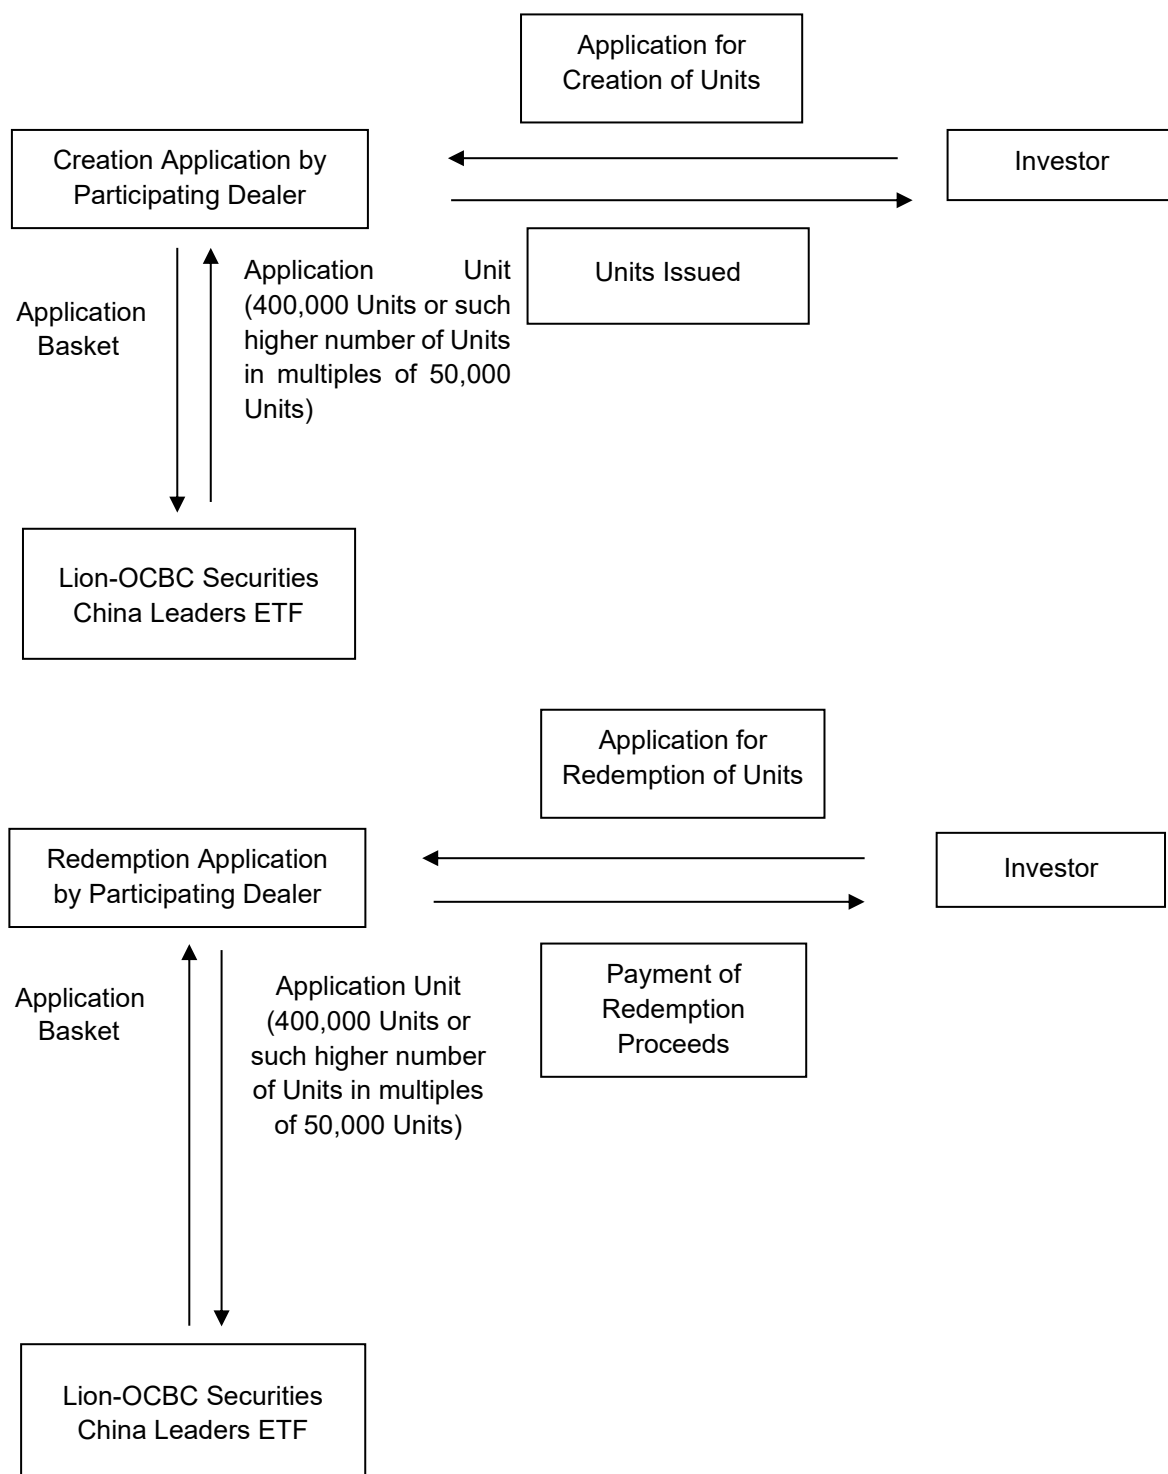 Application for
Creation of Units
Creation Application by
Participating Dealer
Investor
Units Issued
Application
Basket
Application Unit
(400,000 Units or such
higher number of Units
in multiples of 50,000
Units)
Lion-OCBC Securities
China Leaders ETF
Application for
Redemption of Units
Redemption Application
by Participating Dealer
Investor
Payment of
Redemption
Proceeds
Application
Basket
Application Unit
(400,000 Units or
such higher number
of Units in multiples
of 50,000 Units)
Lion-OCBC Securities
China Leaders ETF